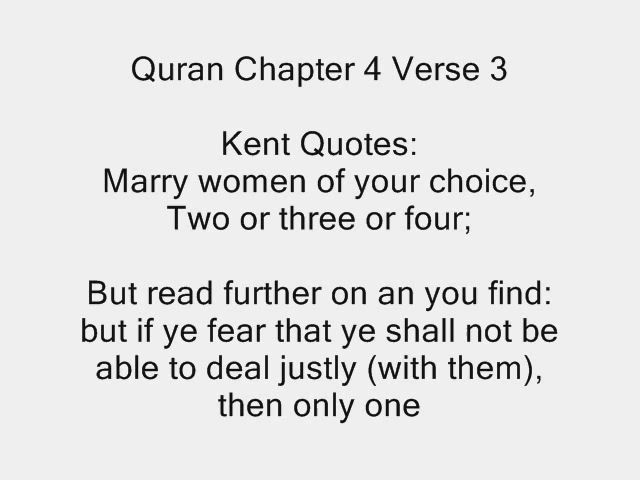 Quran Chapter 4 Verse 3
Kent Quotes:
Marry women of your choice,
Two or three or four;
But read further on an you find:
but if ye fear that ye shall not be
able to deal justly (with them),
then only one